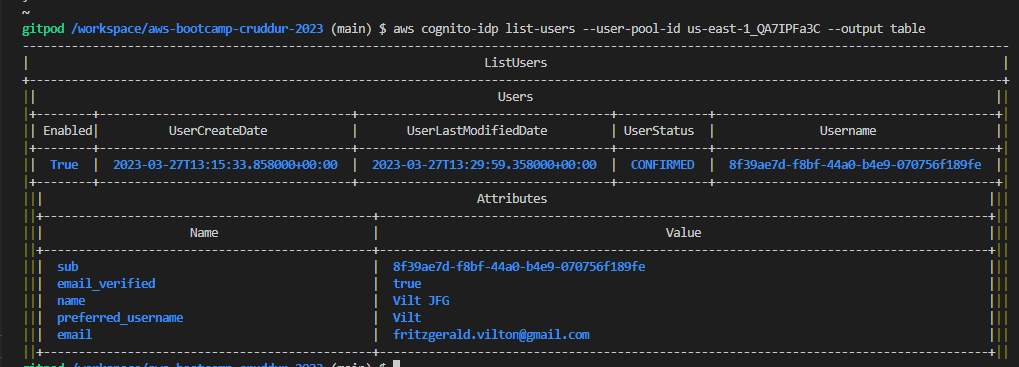 ~
gitpod /workspace/aws-bootcamp-cruddur-2023 (main) $ aws cognito-idp list-users --user-pool-id us-east-1_QA7IPFa3C --output table
ListUsers
Users
Enabled UserCreateDate UserLastModifiedDate UserStatus Username
True 2023-03-27T13:15:33.858000+00:00 2023-03-27T13:29:59.358000+00:00 CONFIRMED 8f39ae7d-f8bf-44a0-b4e9-070756f189fe
Attributes
Name Value
sub 8f39ae7d-f8bf-44a0-b4e9-070756f189fe
email_verified true
name Vilt JFG
preferred_username Vilt
email fritzgerald.vilton@gmail.com
gitpod /workspace/aws-bootcamp-cruddur-2023 (main) $